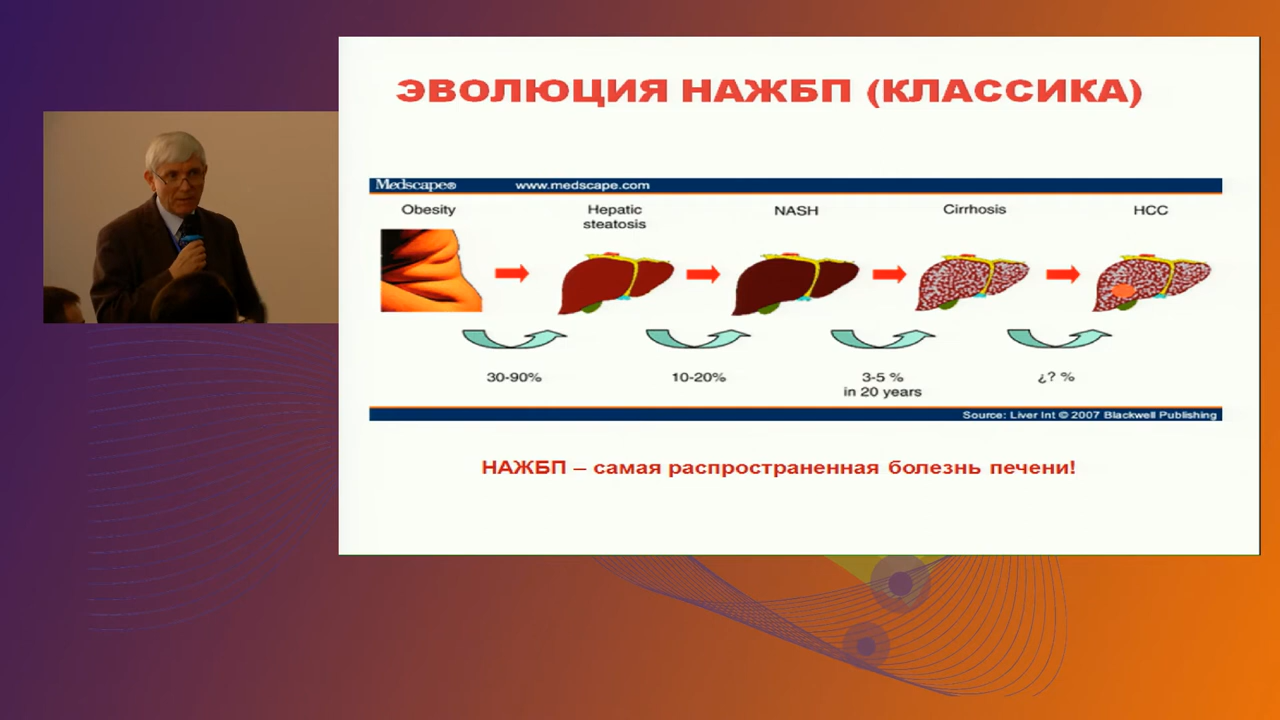 ЭВОЛЮЦИЯ НАЖБП (КЛАССИКА)
Medscape® www.medscape.com
Obesity
Hepatic
steatosis
NASH
Cirrhosis
HCC
30-90%
10-20%
3-5 %
in 20 years
¿? %
Source: Liver Int © 2007 Blackwell Publishing
НАЖБП – самая распространенная болезнь печени!